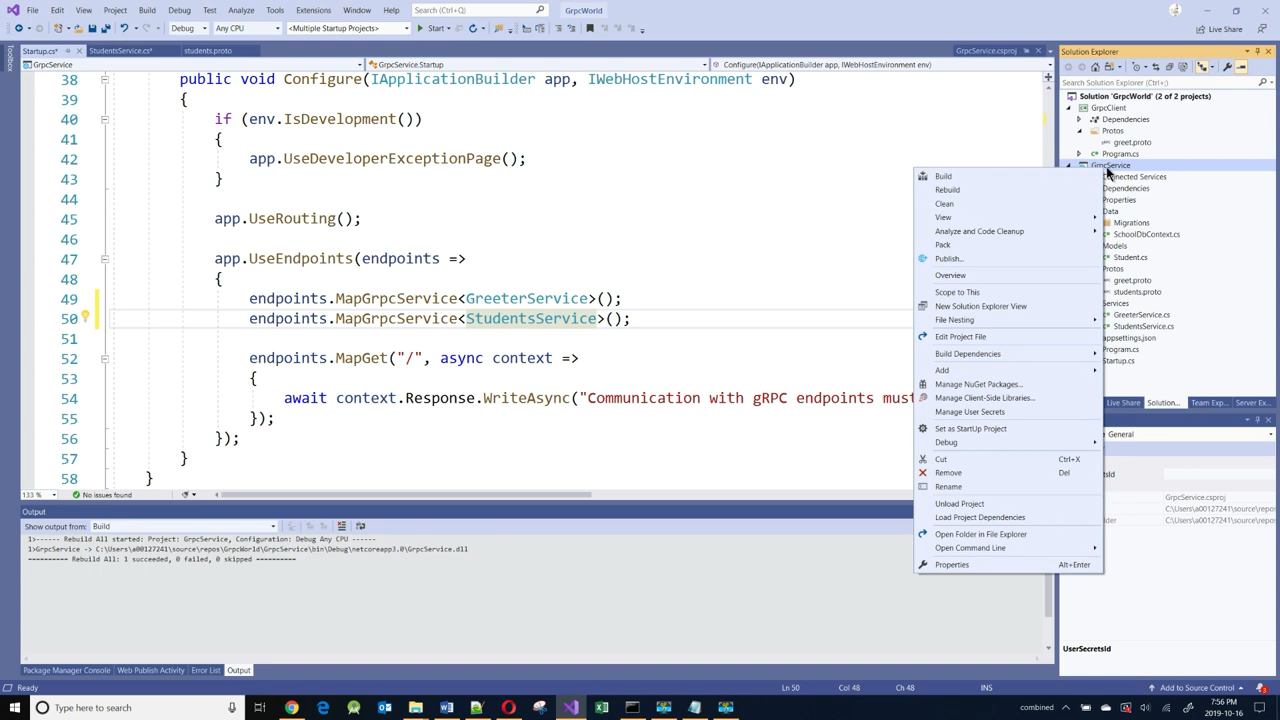 File Edit View Project Build Debug Test Analyze Tools Extensions Window Help Search (Ctrl+Q) GrpcWorld
Debug Any CPU <Multiple Startup Projects> Start Live Share
Toolbox
Startup.cs* StudentsService.cs* students.proto GrpcService.csproj
GrpcService GrpcService.Startup Configure(IApplicationBuilder app, IWebHostEnvironment env)
38 public void Configure(IApplicationBuilder app, IWebHostEnvironment env)
39 {
40 if (env.IsDevelopment())
41 {
42 app.UseDeveloperExceptionPage();
43 }
44
45 app.UseRouting();
46
47 app.UseEndpoints(endpoints =>
48 {
49 endpoints.MapGrpcService<GreeterService>();
50 endpoints.MapGrpcService<StudentsService>();
51
52 endpoints.MapGet("/", async context =>
53 {
54 await context.Response.WriteAsync("Communication with gRPC endpoints must
55 });
56 });
57 }
58 }
133 % No issues found
Output
Show output from: Build
1>------ Rebuild All started: Project: GrpcService, Configuration: Debug Any CPU ------
1>GrpcService -> C:\Users\a00127241\source\repos\GrpcWorld\GrpcService\bin\Debug\netcoreapp3.0\GrpcService.dll
========== Rebuild All: 1 succeeded, 0 failed, 0 skipped ==========
Package Manager Console Web Publish Activity Error List Output
Build
Rebuild
Clean
View
Analyze and Code Cleanup
Pack
Publish...
Overview
Scope to This
New Solution Explorer View
File Nesting
Edit Project File
Build Dependencies
Add
Manage NuGet Packages...
Manage Client-Side Libraries...
Manage User Secrets
Set as StartUp Project
Debug
Cut Ctrl+X
Remove Del
Rename
Unload Project
Load Project Dependencies
Open Folder in File Explorer
Open Command Line
Properties Alt+Enter
Solution Explorer
Search Solution Explorer (Ctrl+;)
Solution 'GrpcWorld' (2 of 2 projects)
GrpcClient
Dependencies
Protos
greet.proto
Program.cs
GrpcService
Connected Services
Dependencies
Properties
Data
Migrations
SchoolDbContext.cs
Models
Student.cs
Protos
greet.proto
students.proto
Services
GreeterService.cs
StudentsService.cs
appsettings.json
Program.cs
Startup.cs
Live Share Solution... Team Exp... Server Ex...
General
GrpcService.csproj
C:\Users\a00127241\source\repos
UserSecretsId
Ready Ln 50 Col 48 Ch 48 INS Add to Source Control
Type here to search combined 7:56 PM
2019-10-16